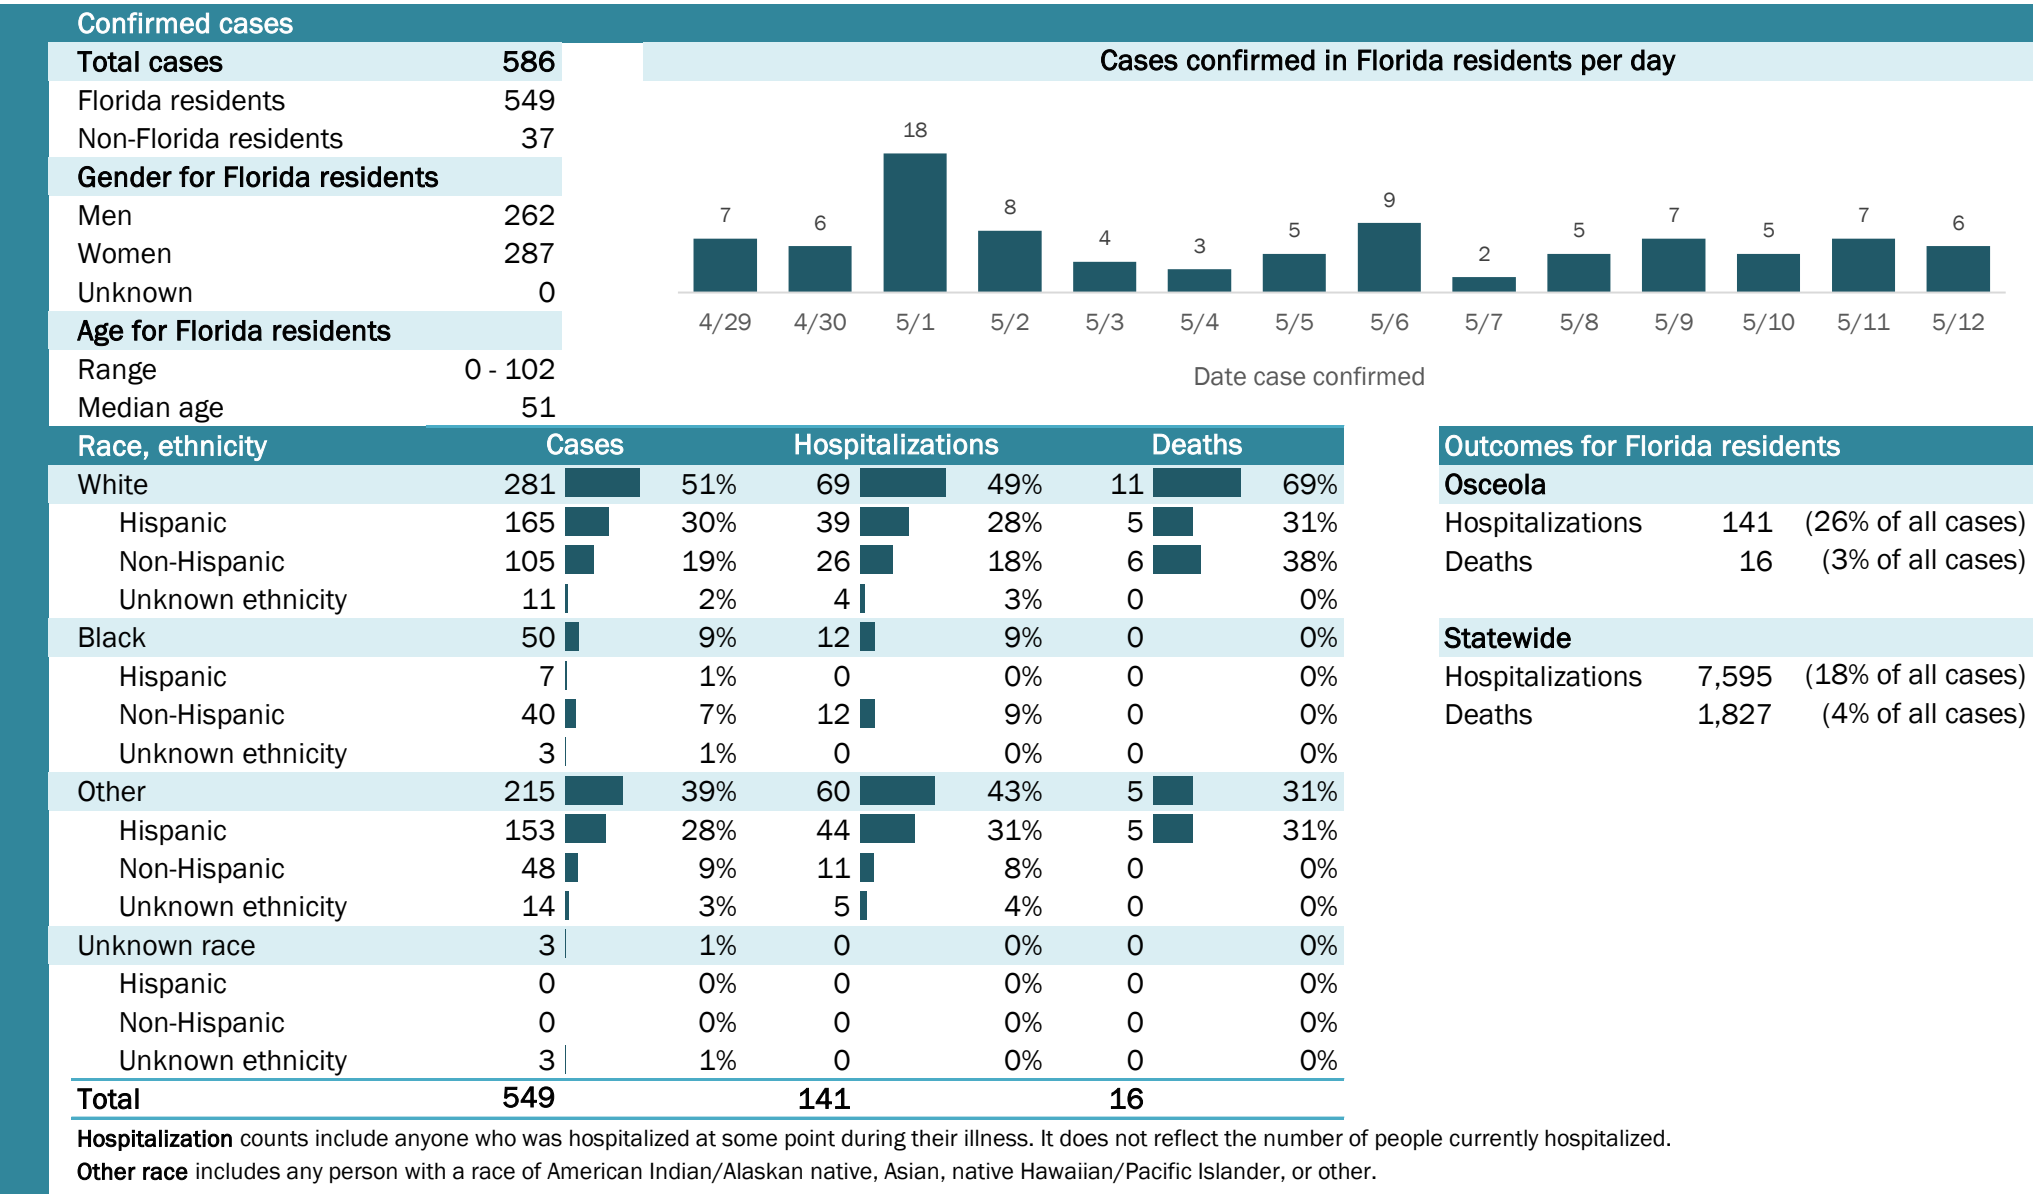 Confirmed cases
Total cases 586
Florida residents 549
Non-Florida residents 37
Gender for Florida residents
Men 262
Women 287
Unknown 0
Age for Florida residents
Range 0 - 102
Median age 51
Cases confirmed in Florida residents per day
7 6 18 8 4 3 5 9 2 5 7 5 7 6
4/29 4/30 5/1 5/2 5/3 5/4 5/5 5/6 5/7 5/8 5/9 5/10 5/11 5/12
Date case confirmed
Race, ethnicity Cases Hospitalizations Deaths
White 281 51% 69 49% 11 69%
Hispanic 165 30% 39 28% 5 31%
Non-Hispanic 105 19% 26 18% 6 38%
Unknown ethnicity 11 2% 4 3% 0 0%
Black 50 9% 12 9% 0 0%
Hispanic 7 1% 0 0% 0 0%
Non-Hispanic 40 7% 12 9% 0 0%
Unknown ethnicity 3 1% 0 0% 0 0%
Other 215 39% 60 43% 5 31%
Hispanic 153 28% 44 31% 5 31%
Non-Hispanic 48 9% 11 8% 0 0%
Unknown ethnicity 14 3% 5 4% 0 0%
Unknown race 3 1% 0 0% 0 0%
Hispanic 0 0% 0 0% 0 0%
Non-Hispanic 0 0% 0 0% 0 0%
Unknown ethnicity 3 1% 0 0% 0 0%
Total 549 141 16
Outcomes for Florida residents
Osceola
Hospitalizations 141 (26% of all cases)
Deaths 16 (3% of all cases)
Statewide
Hospitalizations 7,595 (18% of all cases)
Deaths 1,827 (4% of all cases)
Hospitalization counts include anyone who was hospitalized at some point during their illness. It does not reflect the number of people currently hospitalized.
Other race includes any person with a race of American Indian/Alaskan native, Asian, native Hawaiian/Pacific Islander, or other.